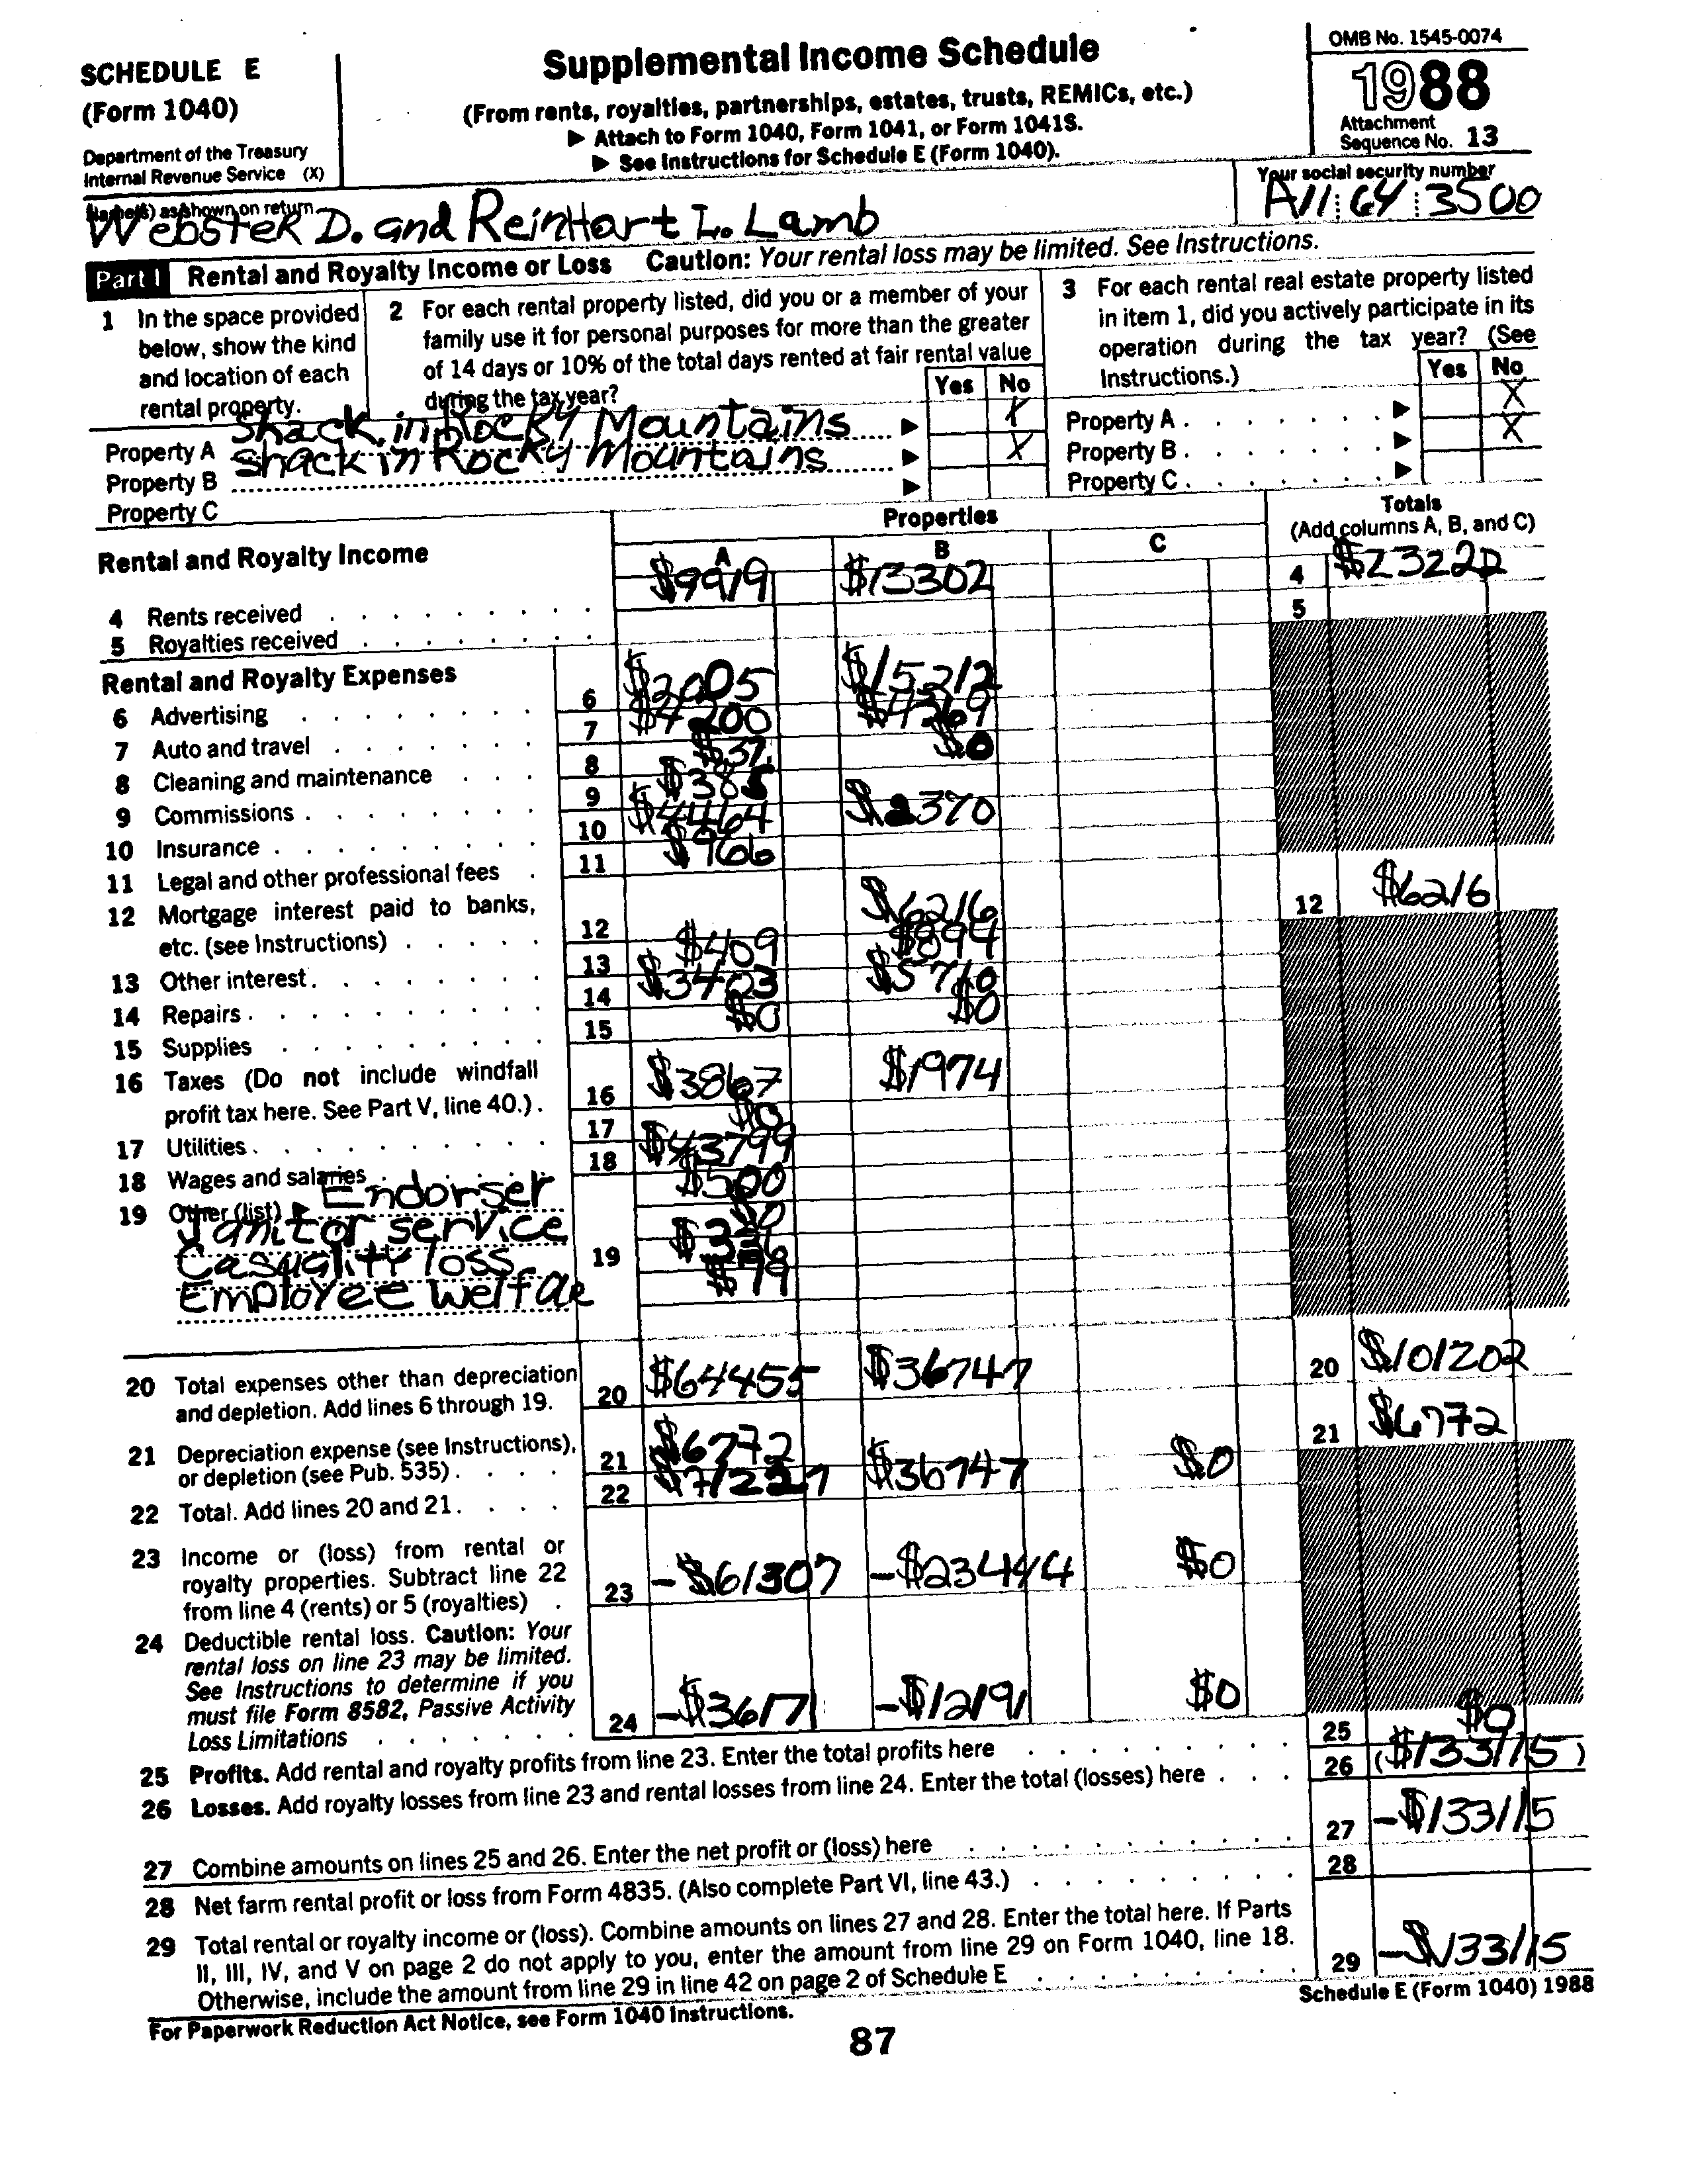 SCHEDULE E
(Form 1040)
Department of the Treasury
Internal Revenue Service (X)
Supplemental Income Schedule
(From rents, royalties, partnerships, estates, trusts, REMICs, etc.)
▶ Attach to Form 1040, Form 1041, or Form 1041S.
▶ See Instructions for Schedule E (Form 1040).
OMB No. 1545-0074
1988
Attachment
Sequence No. 13
Name(s) as shown on return
Webster D. and Reinhart L. Lamb
Your social security number
A11 64 3500
Part I Rental and Royalty Income or Loss Caution: Your rental loss may be limited. See Instructions.
1 In the space provided
below, show the kind
and location of each
rental property.
2 For each rental property listed, did you or a member of your
family use it for personal purposes for more than the greater
of 14 days or 10% of the total days rented at fair rental value
during the tax year?
Yes No
3 For each rental real estate property listed
in item 1, did you actively participate in its
operation during the tax year? (See
Instructions.)
Yes No
Property A Shack in Rocky Mountains ▶ X
Property B Shack in Rocky Mountains ▶ X
Property C ▶
Property A ▶ X
Property B ▶ X
Property C ▶
Rental and Royalty Income
Properties
A B C
Totals
(Add columns A, B, and C)
4 Rents received $9919 $13302 4 $23222
5 Royalties received 5
Rental and Royalty Expenses
6 Advertising 6 $2005 $15212
7 Auto and travel 7 $4200 $4369
8 Cleaning and maintenance 8 $37 $0
9 Commissions 9 $385
10 Insurance 10 $4464 $2370
11 Legal and other professional fees 11 $966
12 Mortgage interest paid to banks,
etc. (see Instructions) 12 $6216 12 $6216
13 Other interest 13 $409 $894
14 Repairs 14 $3403 $5710
15 Supplies 15 $0 $0
16 Taxes (Do not include windfall
profit tax here. See Part V, line 40.) 16 $3867 $1974
17 Utilities 17 $0
18 Wages and salaries 18 $43799
19 Other (list) ▶ Endorser $500
Janitor service $0
Casuality loss 19 $336
Employee welfae $79
20 Total expenses other than depreciation
and depletion. Add lines 6 through 19. 20 $64455 $36747 20 $101202
21 Depreciation expense (see Instructions),
or depletion (see Pub. 535) 21 $6772 21 $6772
22 Total. Add lines 20 and 21 22 $71227 $36747 $0
23 Income or (loss) from rental or
royalty properties. Subtract line 22
from line 4 (rents) or 5 (royalties) 23 -$61307 -$23444 $0
24 Deductible rental loss. Caution: Your
rental loss on line 23 may be limited.
See Instructions to determine if you
must file Form 8582, Passive Activity
Loss Limitations 24 -$36171 -$12191 $0
25 Profits. Add rental and royalty profits from line 23. Enter the total profits here 25 $0
26 Losses. Add royalty losses from line 23 and rental losses from line 24. Enter the total (losses) here 26 ($133115)
27 Combine amounts on lines 25 and 26. Enter the net profit or (loss) here 27 -$133115
28 Net farm rental profit or loss from Form 4835. (Also complete Part VI, line 43.) 28
29 Total rental or royalty income or (loss). Combine amounts on lines 27 and 28. Enter the total here. If Parts
II, III, IV, and V on page 2 do not apply to you, enter the amount from line 29 on Form 1040, line 18.
Otherwise, include the amount from line 29 in line 42 on page 2 of Schedule E 29 -$133115
For Paperwork Reduction Act Notice, see Form 1040 Instructions.
Schedule E (Form 1040) 1988
87